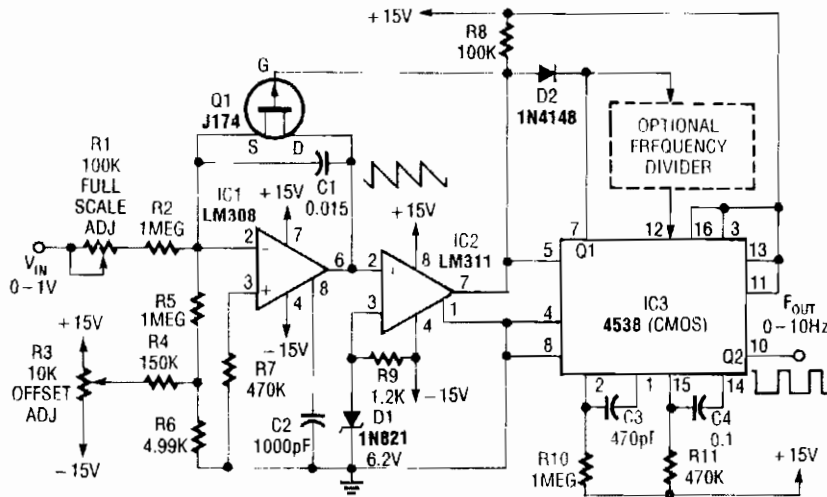 +15V
R8
100K
G
Q1
J174
S
D
D2
1N4148
OPTIONAL
FREQUENCY
DIVIDER
R1
100K
FULL
SCALE
ADJ
R2
1MEG
C1
0.015
IC1
LM308
+15V
+15V
IC2
LM311
VIN
0–1V
2
–
7
6
3
+
4
8
–15V
2
8
7
1
3
4
–15V
7
Q1
12
16
3
5
13
11
4
8
IC3
4538 (CMOS)
Q2
10
FOUT
0–10Hz
2
1
15
14
R5
1MEG
+15V
R3
10K
OFFSET
ADJ
–15V
R4
150K
R6
4.99K
R7
470K
C2
1000pF
R9
1.2K
D1
1N821
6.2V
C3
470pF
C4
0.1
R10
1MEG
R11
470K
+15V